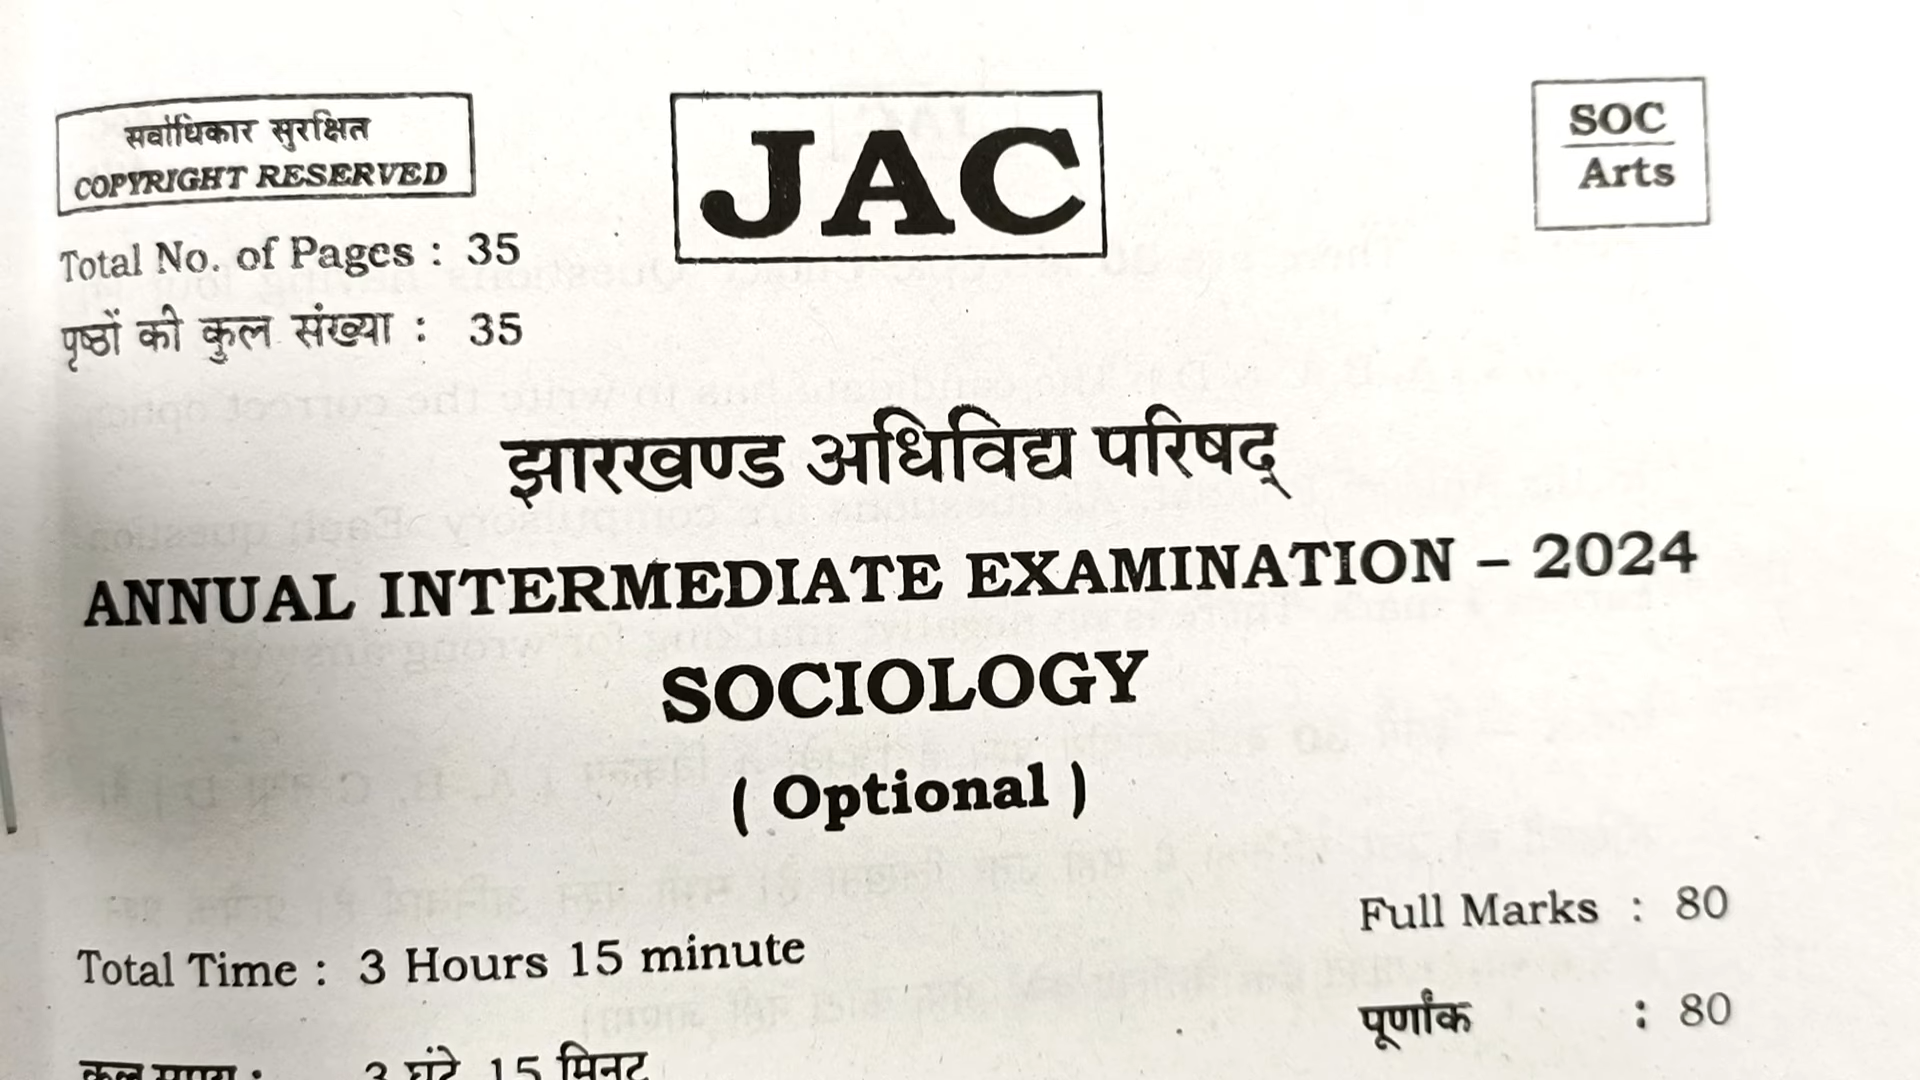 सर्वाधिकार सुरक्षित
COPYRIGHT RESERVED
JAC
SOC
Arts
Total No. of Pages : 35
पृष्ठों की कुल संख्या : 35
झारखण्ड अधिविद्य परिषद्
ANNUAL INTERMEDIATE EXAMINATION – 2024
SOCIOLOGY
( Optional )
Total Time : 3 Hours 15 minute
Full Marks : 80
पूर्णांक : 80
कुल समय : 3 घंटे 15 मिनट